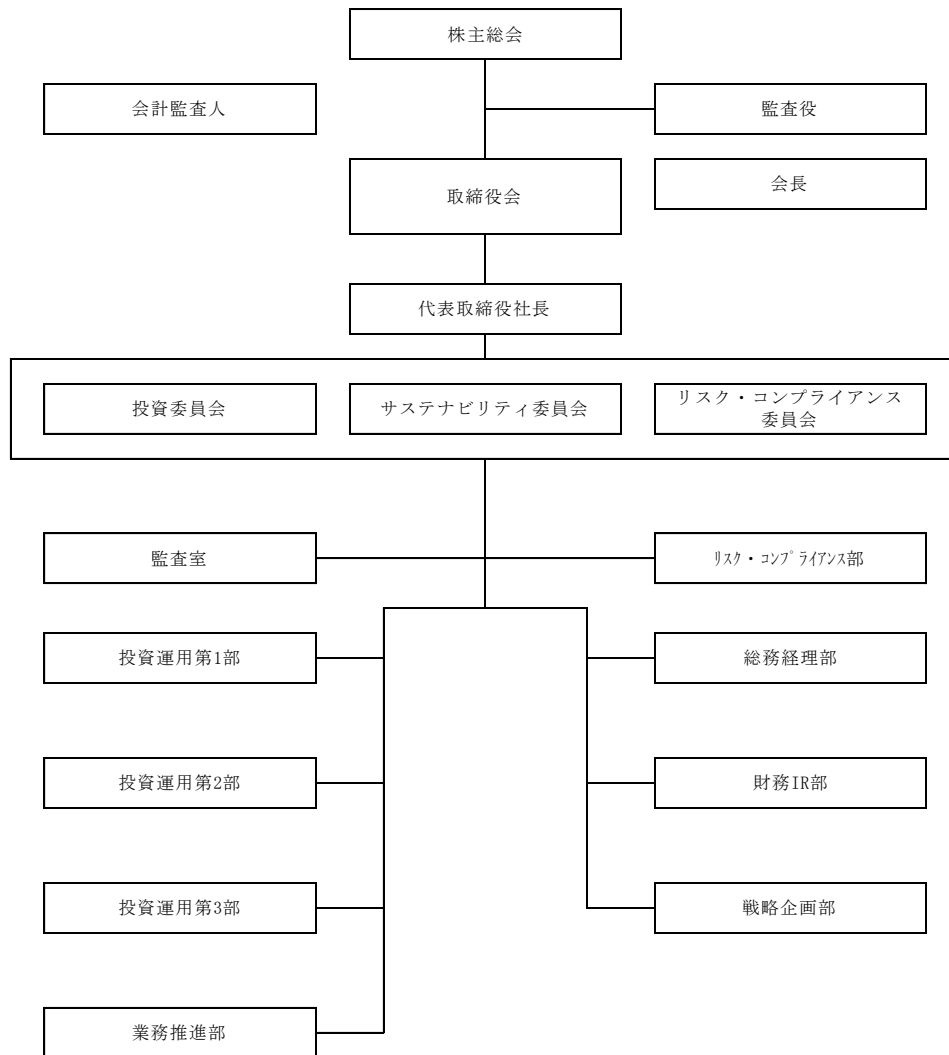 株主総会
会計監査人
監査役
取締役会
会長
代表取締役社長
投資委員会
サステナビリティ委員会
リスク・コンプライアンス
委員会
監査室
ﾘｽｸ・ｺﾝﾌﾟﾗｲｱﾝｽ部
投資運用第1部
総務経理部
投資運用第2部
財務IR部
投資運用第3部
戦略企画部
業務推進部